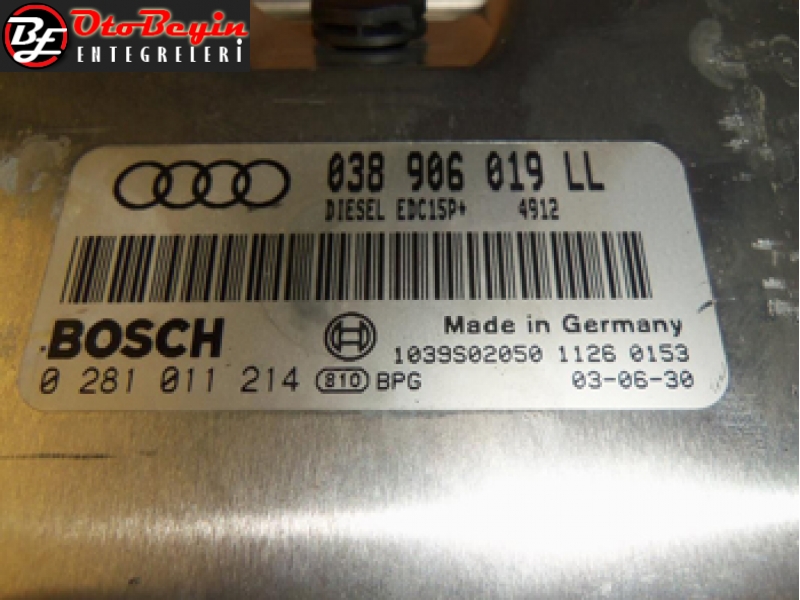 BE OtoBeyin
ENTEGRELERİ
038 906 019 LL
DIESEL EDC15P+ 4912
BOSCH
Made in Germany
1039S02050 1126 0153
0 281 011 214 810 BPG 03-06-30